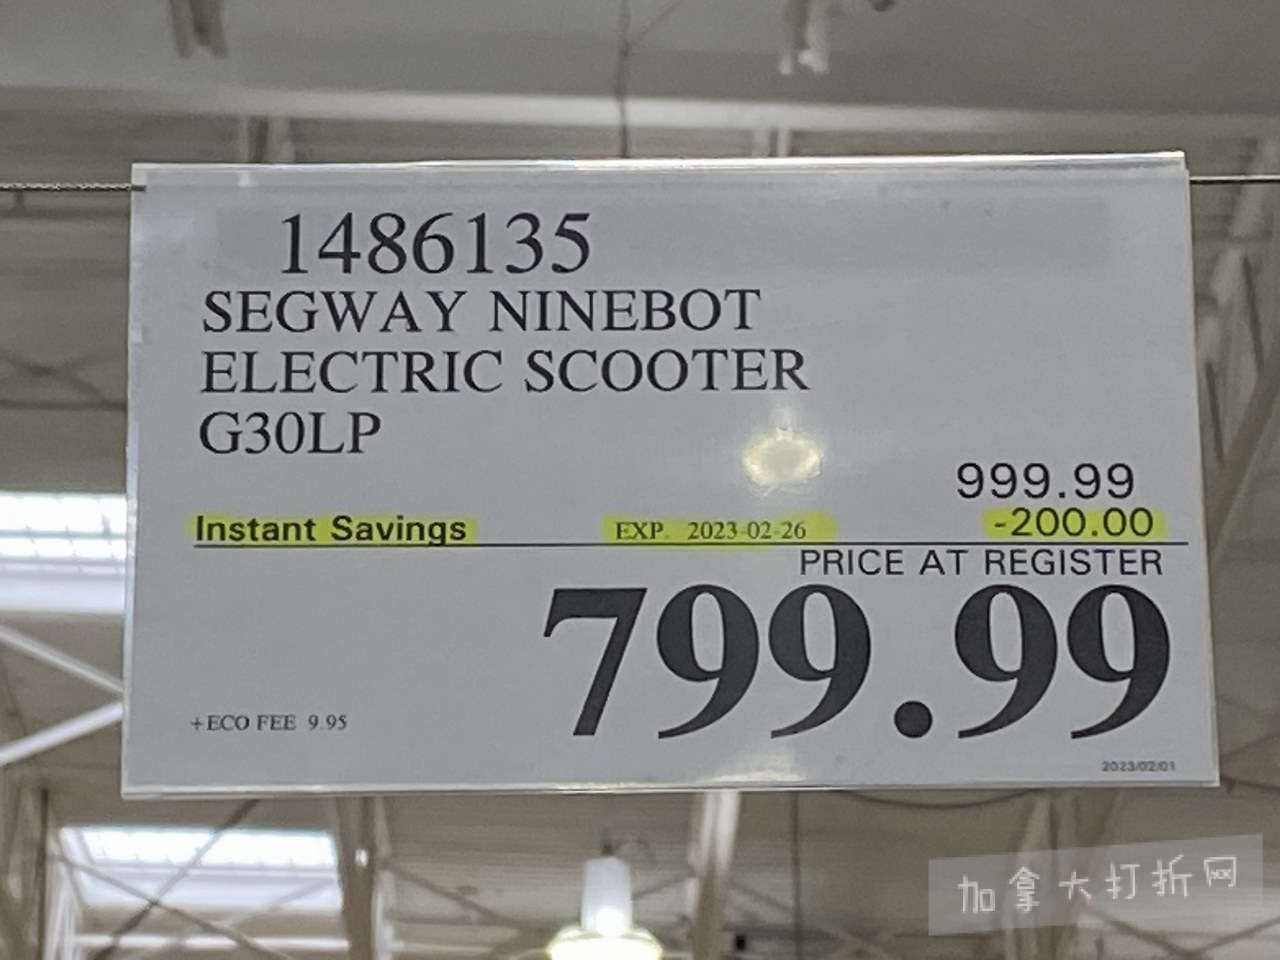 1486135
SEGWAY NINEBOT
ELECTRIC SCOOTER
G30LP
999.99
Instant Savings EXP. 2023-02-26 -200.00
PRICE AT REGISTER
799.99
+ECO FEE 9.95
2023/02/01
加拿大打折网